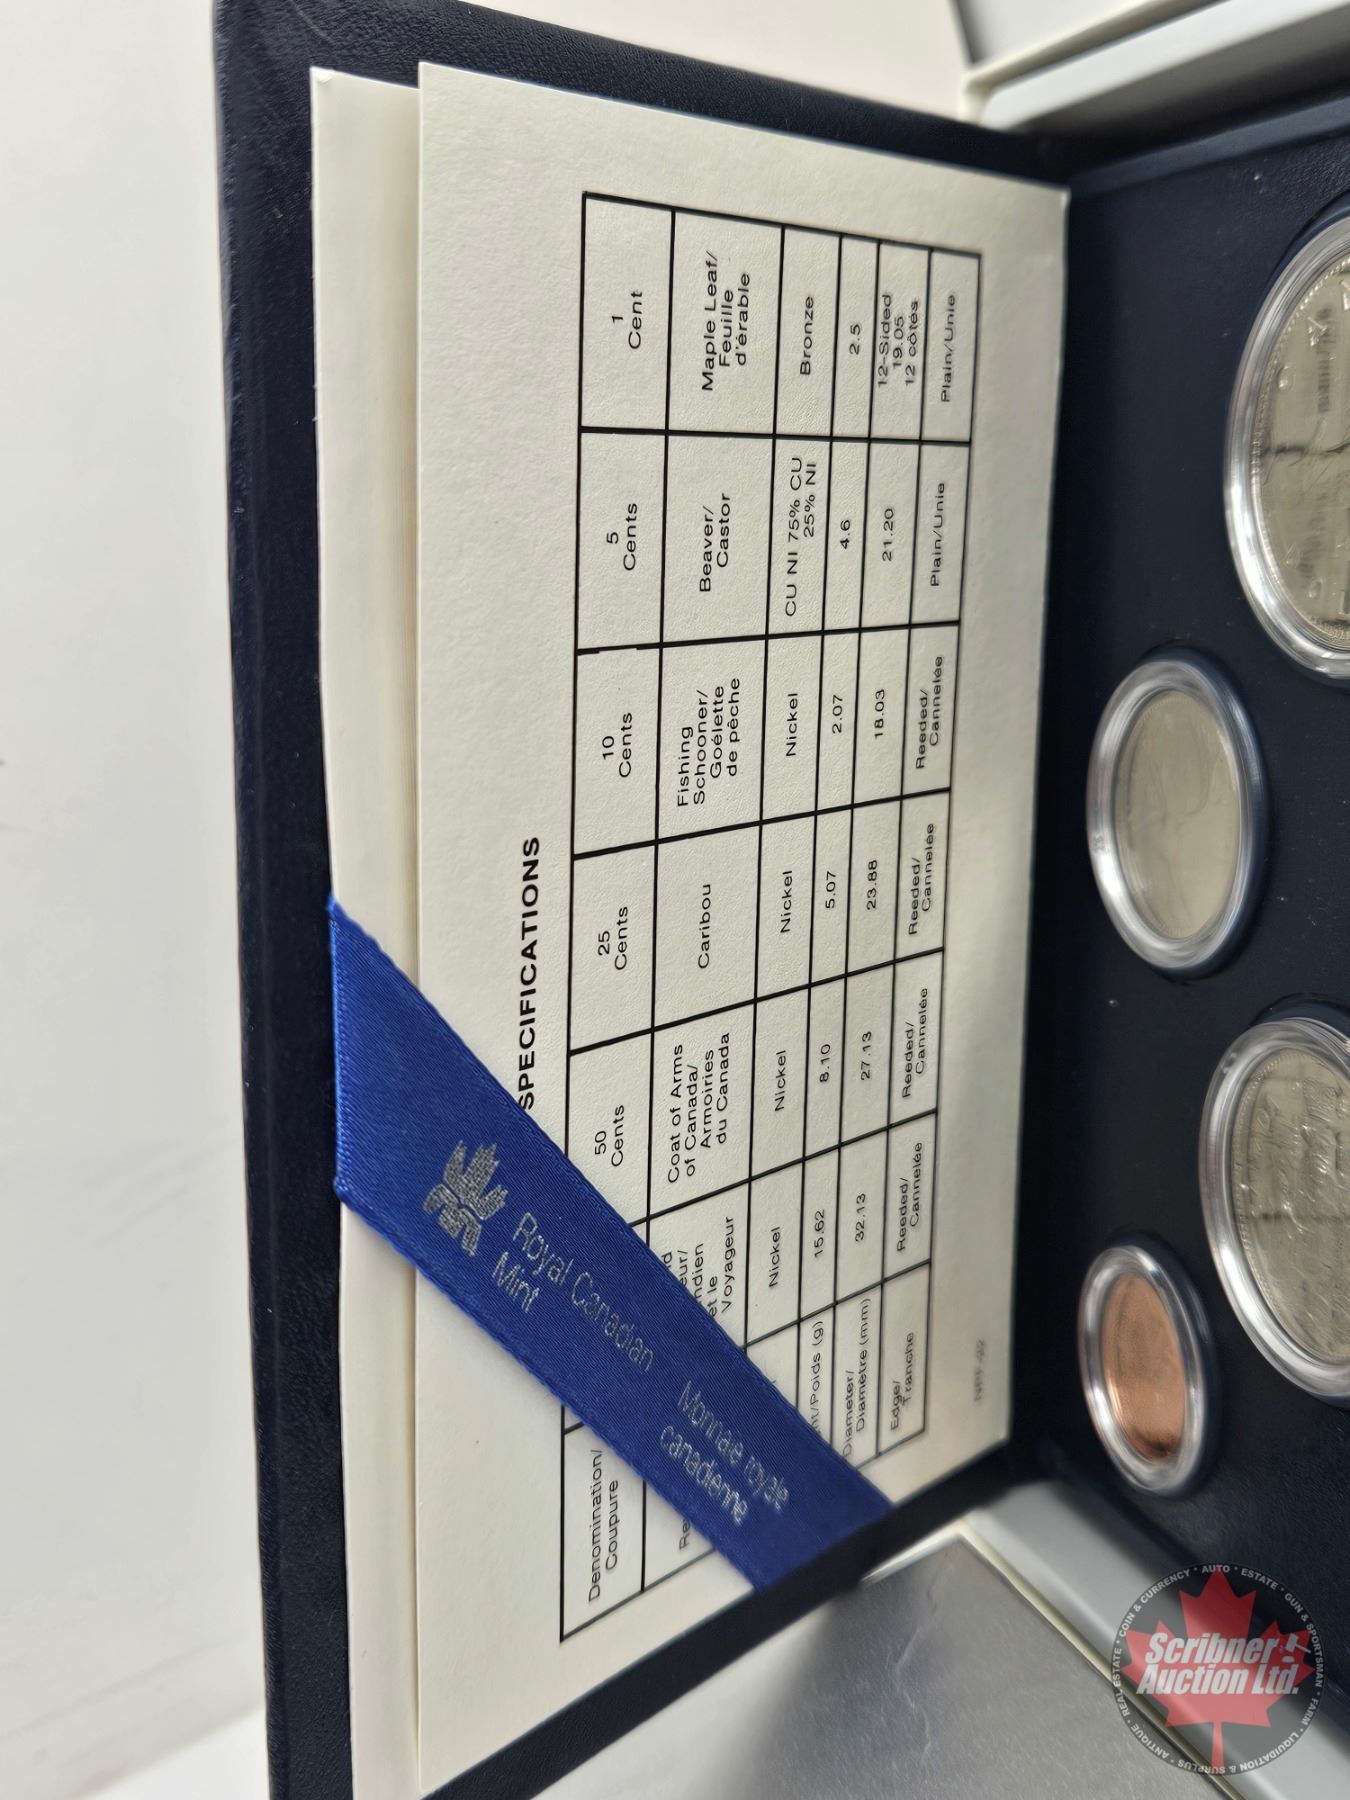 SPECIFICATIONS
Denomination/
Coupure
50
Cents
25
Cents
10
Cents
5
Cents
1
Cent
ndien
et le
Voyageur
Coat of Arms
of Canada/
Armoiries
du Canada
Caribou
Fishing
Schooner/
Goélette
de pêche
Beaver/
Castor
Maple Leaf/
Feuille
d'érable
Nickel
Nickel
Nickel
Nickel
CU NI 75% CU
25% NI
Bronze
/Poids (g)
15.62
8.10
5.07
2.07
4.6
2.5
Diameter/
Diamètre (mm)
32.13
27.13
23.88
18.03
21.20
12-Sided
19.05
12 côtés
Edge/
Tranche
Reeded/
Cannelée
Reeded/
Cannelée
Reeded/
Cannelée
Reeded/
Cannelée
Plain/Unie
Plain/Unie
Royal Canadian
Mint
Monnaie royale
canadienne
COIN & CURRENCY • AUTO • ESTATE • GUN & SPORTSMAN • FARM • LIQUIDATION & SURPLUS • ANTIQUE • REAL ESTATE •
Scribner
Auction Ltd.